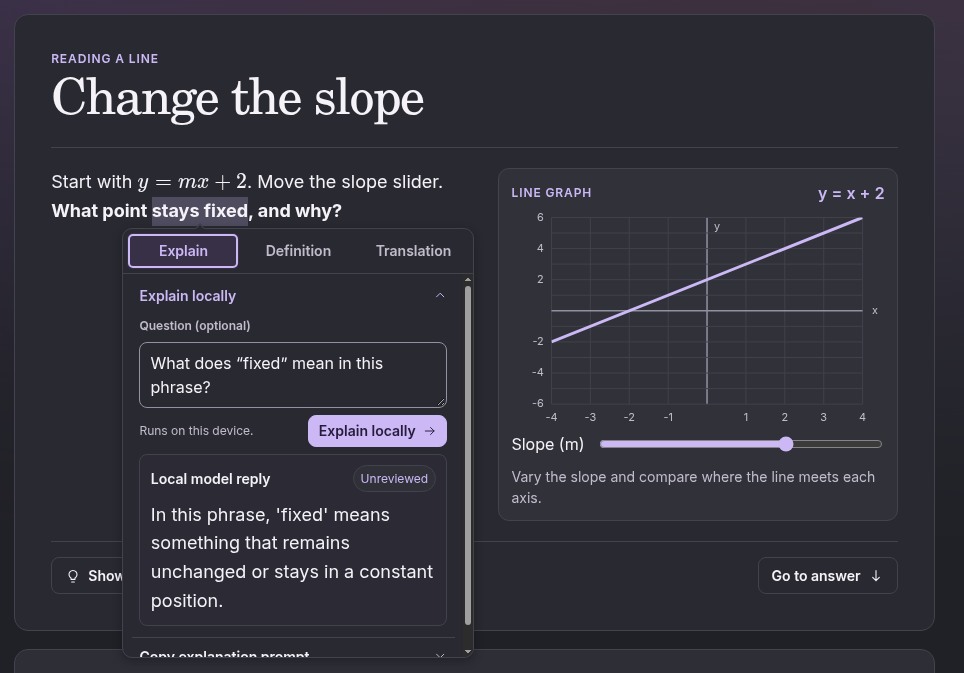 READING A LINE
Change the slope
Start with y = mx + 2. Move the slope slider.
What point stays fixed, and why?
Explain
Definition
Translation
Explain locally
Question (optional)
What does “fixed” mean in this
phrase?
Runs on this device.
Explain locally →
Local model reply
Unreviewed
In this phrase, 'fixed' means
something that remains
unchanged or stays in a constant
position.
Copy explanation prompt
LINE GRAPH
y = x + 2
6
4
2
-2
-4
-6
y
x
-4 -3 -2 -1 1 2 3 4
Slope (m)
Vary the slope and compare where the line meets each
axis.
Show
Go to answer ↓